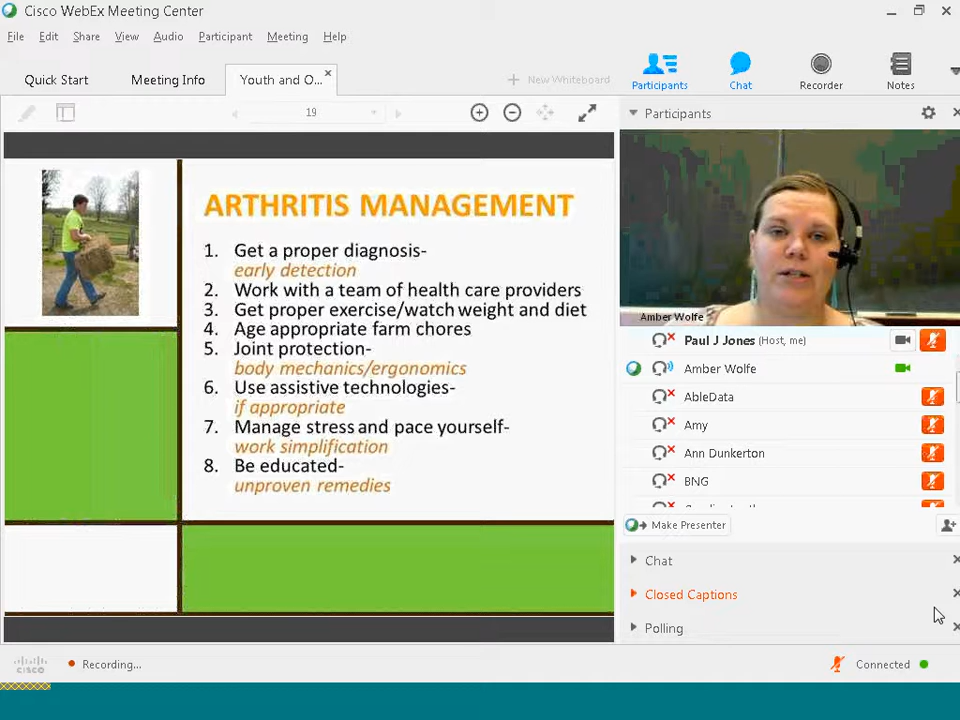 Cisco WebEx Meeting Center
File Edit Share View Audio Participant Meeting Help
Quick Start Meeting Info Youth and O...
New Whiteboard
Participants Chat Recorder Notes
19
Participants
ARTHRITIS MANAGEMENT
1. Get a proper diagnosis-
early detection
2. Work with a team of health care providers
3. Get proper exercise/watch weight and diet
4. Age appropriate farm chores
5. Joint protection-
body mechanics/ergonomics
6. Use assistive technologies-
if appropriate
7. Manage stress and pace yourself-
work simplification
8. Be educated-
unproven remedies
Amber Wolfe
Paul J Jones (Host, me)
Amber Wolfe
AbleData
Amy
Ann Dunkerton
BNG
Make Presenter
Chat
Closed Captions
Polling
cisco
Recording...
Connected